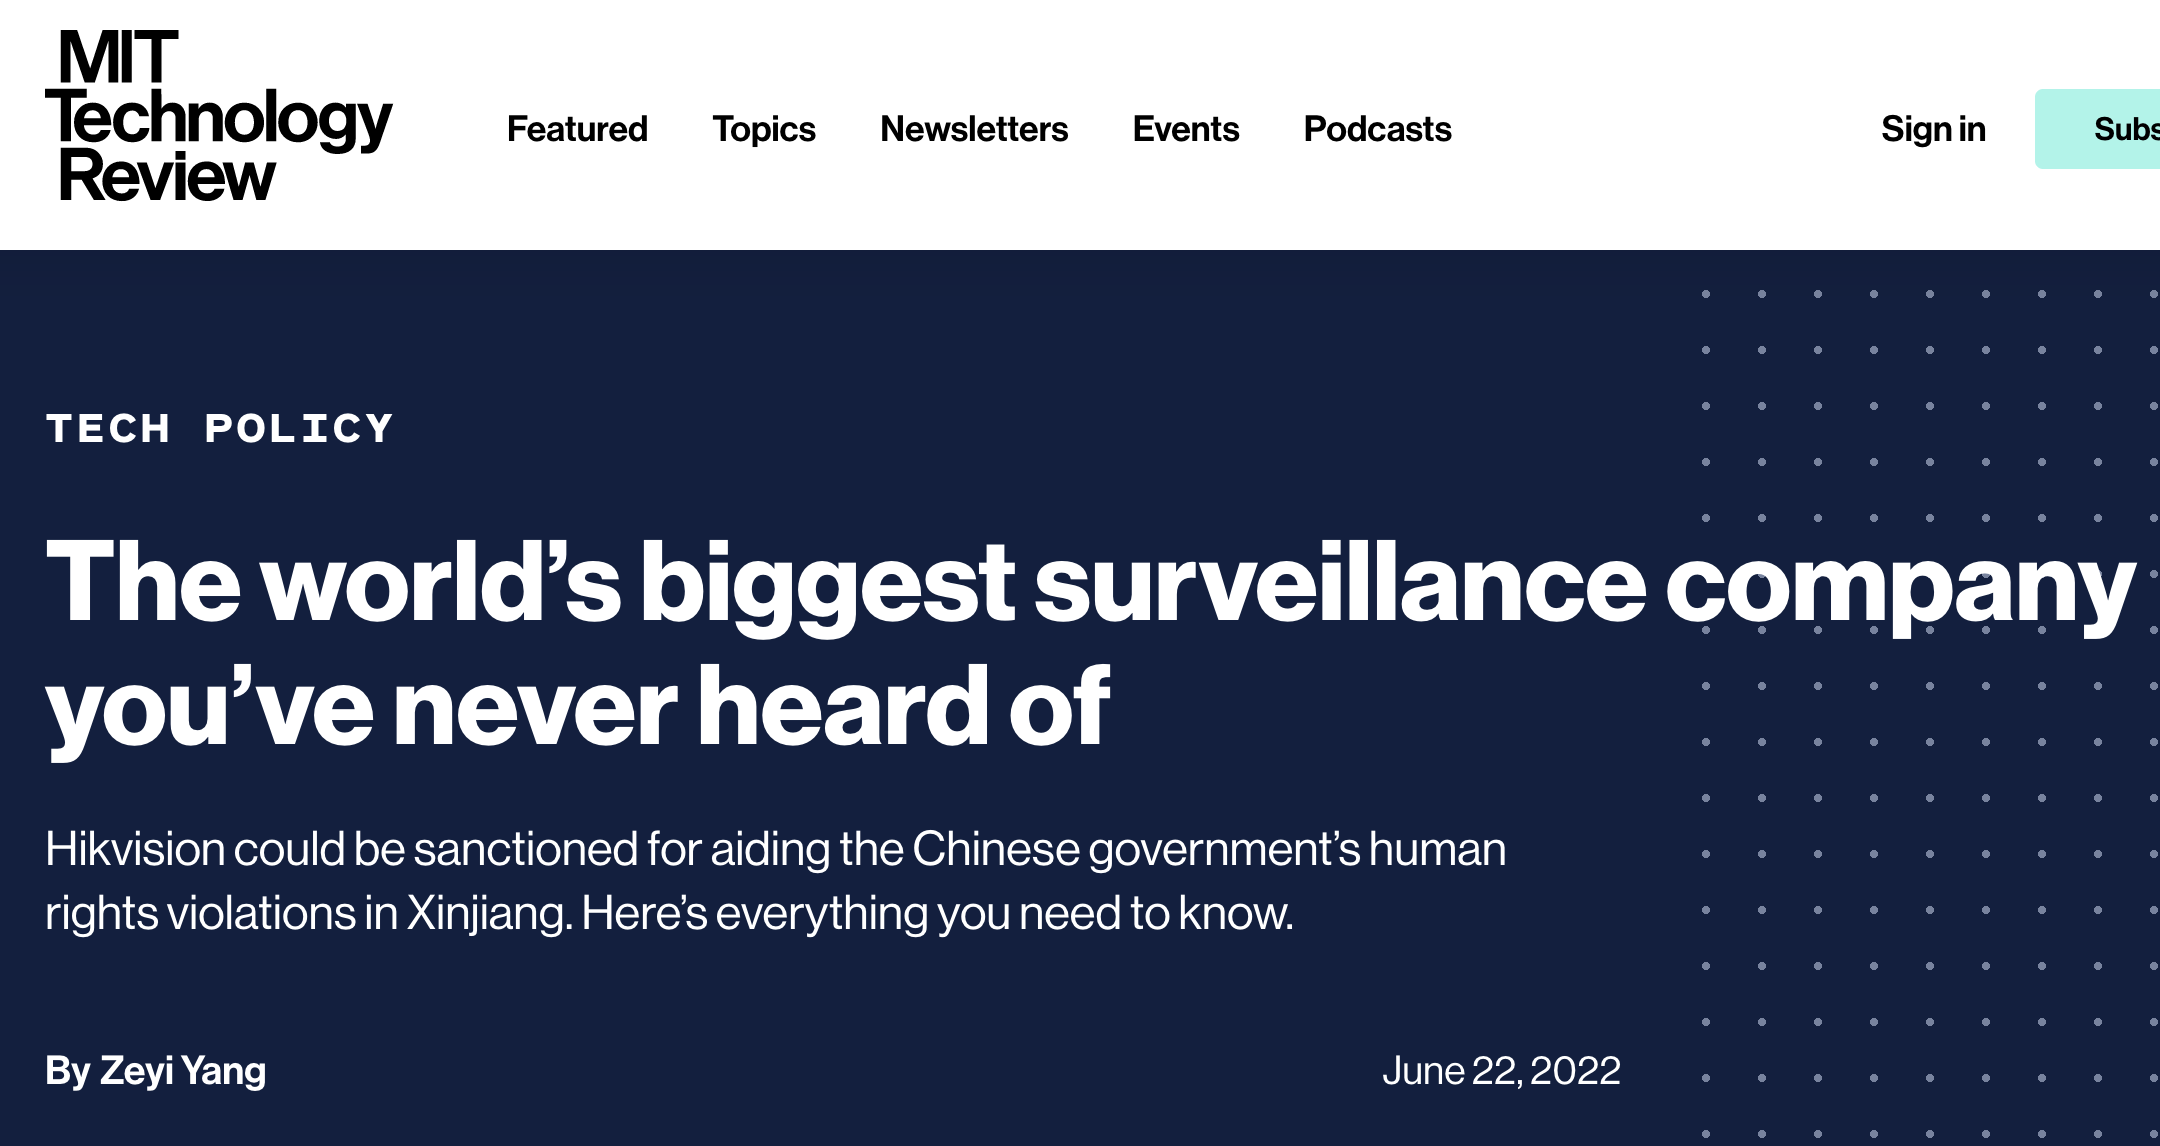 MIT
Technology
Review
Featured
Topics
Newsletters
Events
Podcasts
Sign in
Subs
TECH POLICY
The world’s biggest surveillance company
you’ve never heard of
Hikvision could be sanctioned for aiding the Chinese government’s human
rights violations in Xinjiang. Here’s everything you need to know.
By Zeyi Yang
June 22, 2022